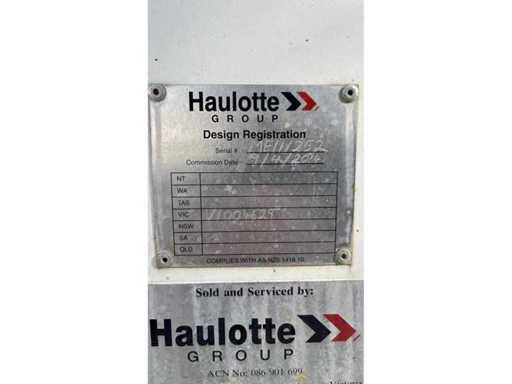 Haulotte
GROUP
Design Registration
Serial #
Commission Date
NT
WA
TAS
VIC
NSW
SA
QLD
COMPLIES WITH AS/NZS 1418.10
Sold and Serviced by:
Haulotte
GROUP
ACN No: 086 901 699